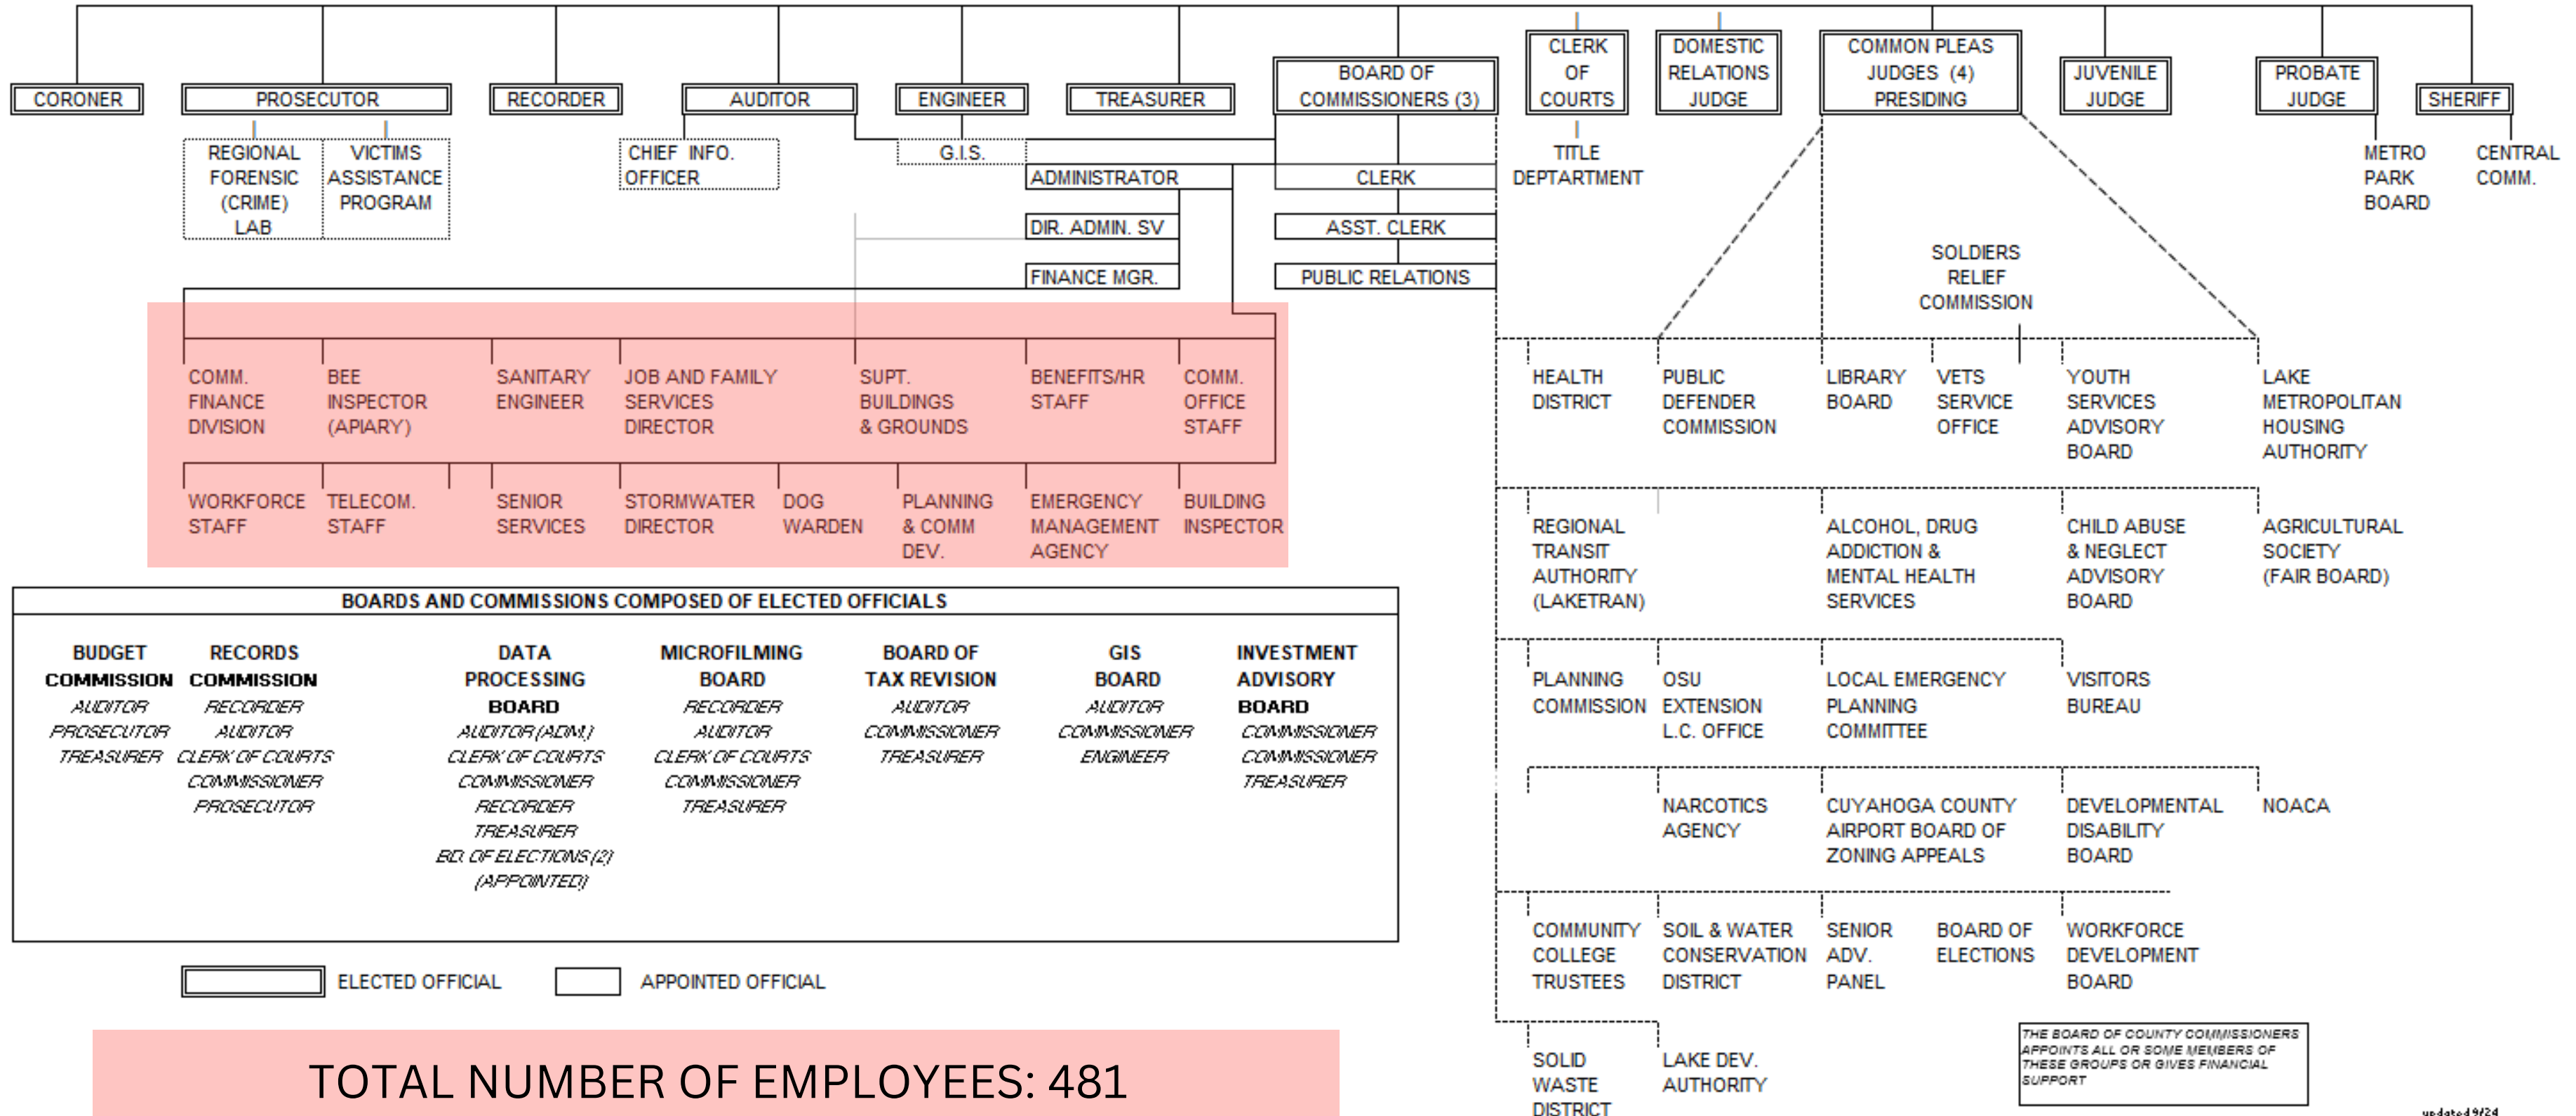 CORONER
PROSECUTOR
RECORDER
AUDITOR
ENGINEER
TREASURER
BOARD OF
COMMISSIONERS (3)
CLERK
OF
COURTS
DOMESTIC
RELATIONS
JUDGE
COMMON PLEAS
JUDGES (4)
PRESIDING
JUVENILE
JUDGE
PROBATE
JUDGE
SHERIFF
REGIONAL
FORENSIC
(CRIME)
LAB
VICTIMS
ASSISTANCE
PROGRAM
CHIEF INFO.
OFFICER
G.I.S.
ADMINISTRATOR
DIR. ADMIN. SV
FINANCE MGR.
CLERK
ASST. CLERK
PUBLIC RELATIONS
TITLE
DEPTARTMENT
METRO
PARK
BOARD
CENTRAL
COMM.
SOLDIERS
RELIEF
COMMISSION
COMM.
FINANCE
DIVISION
BEE
INSPECTOR
(APIARY)
SANITARY
ENGINEER
JOB AND FAMILY
SERVICES
DIRECTOR
SUPT.
BUILDINGS
& GROUNDS
BENEFITS/HR
STAFF
COMM.
OFFICE
STAFF
WORKFORCE
STAFF
TELECOM.
STAFF
SENIOR
SERVICES
STORMWATER
DIRECTOR
DOG
WARDEN
PLANNING
& COMM
DEV.
EMERGENCY
MANAGEMENT
AGENCY
BUILDING
INSPECTOR
HEALTH
DISTRICT
PUBLIC
DEFENDER
COMMISSION
LIBRARY
BOARD
VETS
SERVICE
OFFICE
YOUTH
SERVICES
ADVISORY
BOARD
LAKE
METROPOLITAN
HOUSING
AUTHORITY
REGIONAL
TRANSIT
AUTHORITY
(LAKETRAN)
ALCOHOL, DRUG
ADDICTION &
MENTAL HEALTH
SERVICES
CHILD ABUSE
& NEGLECT
ADVISORY
BOARD
AGRICULTURAL
SOCIETY
(FAIR BOARD)
PLANNING
COMMISSION
OSU
EXTENSION
L.C. OFFICE
LOCAL EMERGENCY
PLANNING
COMMITTEE
VISITORS
BUREAU
NARCOTICS
AGENCY
CUYAHOGA COUNTY
AIRPORT BOARD OF
ZONING APPEALS
DEVELOPMENTAL
DISABILITY
BOARD
NOACA
COMMUNITY
COLLEGE
TRUSTEES
SOIL & WATER
CONSERVATION
DISTRICT
SENIOR
ADV.
PANEL
BOARD OF
ELECTIONS
WORKFORCE
DEVELOPMENT
BOARD
SOLID
WASTE
DISTRICT
LAKE DEV.
AUTHORITY
BOARDS AND COMMISSIONS COMPOSED OF ELECTED OFFICIALS
BUDGET
COMMISSION
AUDITOR
PROSECUTOR
TREASURER
RECORDS
COMMISSION
RECORDER
AUDITOR
CLERK OF COURTS
COMMISSIONER
PROSECUTOR
DATA
PROCESSING
BOARD
AUDITOR (ADM.)
CLERK OF COURTS
COMMISSIONER
RECORDER
TREASURER
BD. OF ELECTIONS (2)
(APPOINTED)
MICROFILMING
BOARD
RECORDER
AUDITOR
CLERK OF COURTS
COMMISSIONER
TREASURER
BOARD OF
TAX REVISION
AUDITOR
COMMISSIONER
TREASURER
GIS
BOARD
AUDITOR
COMMISSIONER
ENGINEER
INVESTMENT
ADVISORY
BOARD
COMMISSIONER
COMMISSIONER
TREASURER
ELECTED OFFICIAL
APPOINTED OFFICIAL
TOTAL NUMBER OF EMPLOYEES: 481
THE BOARD OF COUNTY COMMISSIONERS
APPOINTS ALL OR SOME MEMBERS OF
THESE GROUPS OR GIVES FINANCIAL
SUPPORT
updated 9/24